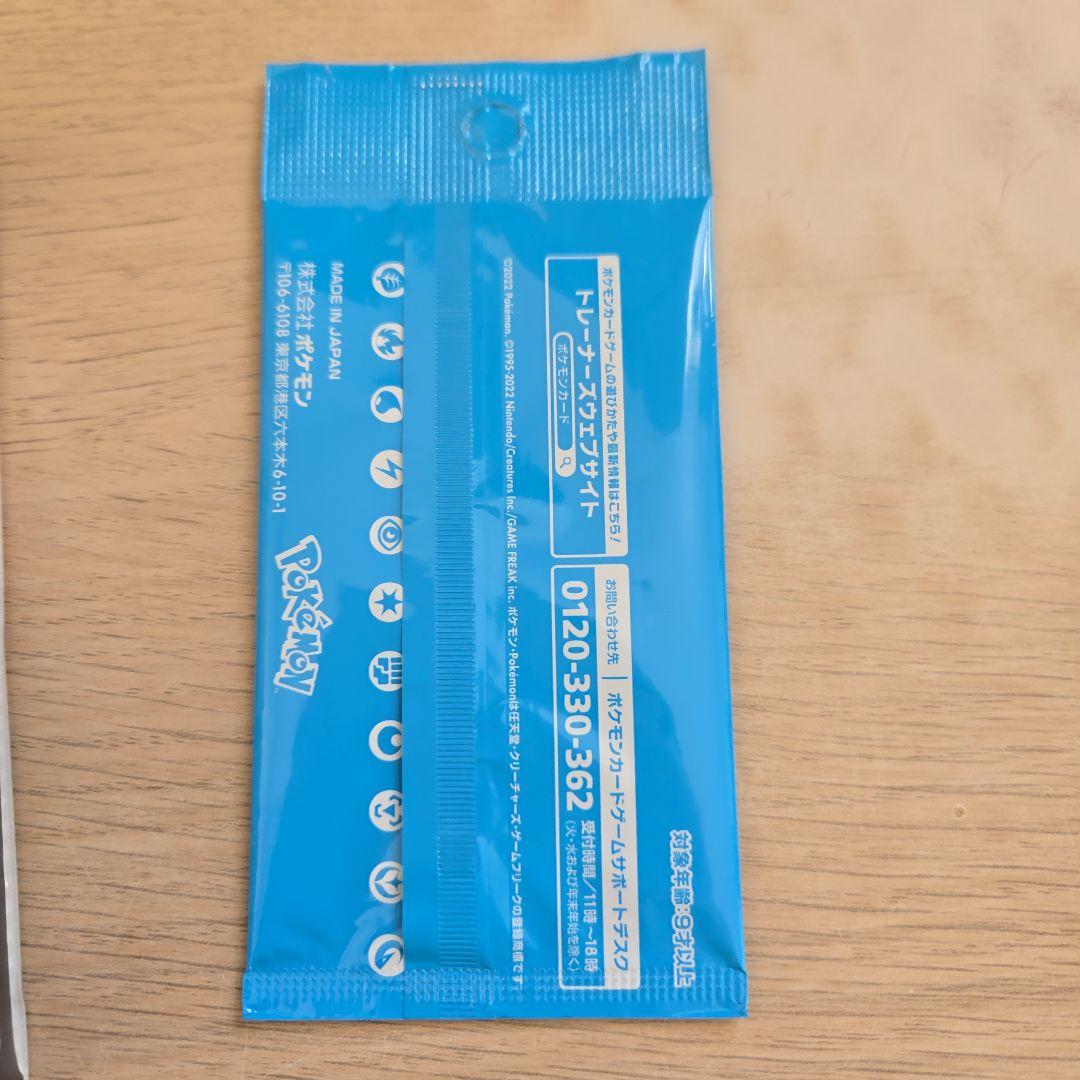 対象年齢:9才以上
ポケモンカードゲームの遊びかたや最新情報はこちら!
トレーナーズウェブサイト
ポケモンカード
お問い合わせ先 | ポケモンカードゲームサポートデスク
0120-330-362 受付時間/11時~18時
(火・水および年末年始を除く)
©2022 Pokémon. ©1995-2022 Nintendo/Creatures Inc./GAME FREAK inc. ポケモン・Pokémonは任天堂・クリーチャーズ・ゲームフリークの登録商標です
MADE IN JAPAN
株式会社 ポケモン
〒106-6108 東京都港区六本木6-10-1
POKÉMON